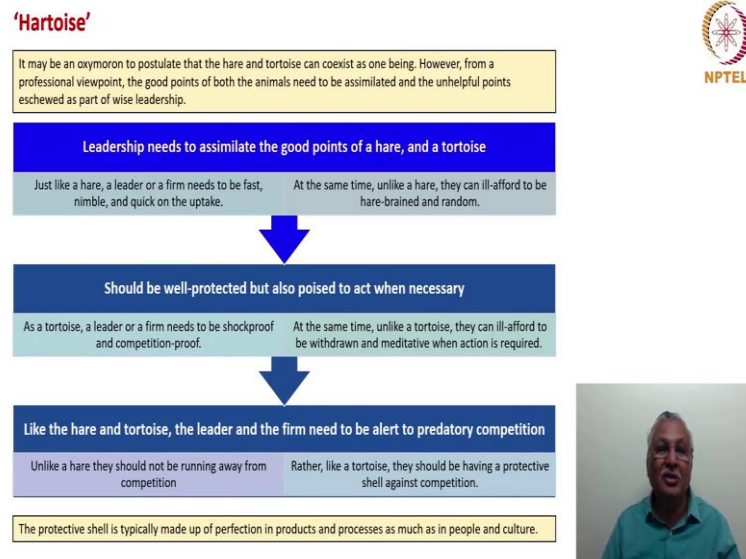 'Hartoise'
NPTEL
It may be an oxymoron to postulate that the hare and tortoise can coexist as one being. However, from a
professional viewpoint, the good points of both the animals need to be assimilated and the unhelpful points
eschewed as part of wise leadership.
Leadership needs to assimilate the good points of a hare, and a tortoise
Just like a hare, a leader or a firm needs to be fast,
nimble, and quick on the uptake.
At the same time, unlike a hare, they can ill-afford to be
hare-brained and random.
Should be well-protected but also poised to act when necessary
As a tortoise, a leader or a firm needs to be shockproof
and competition-proof.
At the same time, unlike a tortoise, they can ill-afford to
be withdrawn and meditative when action is required.
Like the hare and tortoise, the leader and the firm need to be alert to predatory competition
Unlike a hare they should not be running away from
competition
Rather, like a tortoise, they should be having a protective
shell against competition.
The protective shell is typically made up of perfection in products and processes as much as in people and culture.